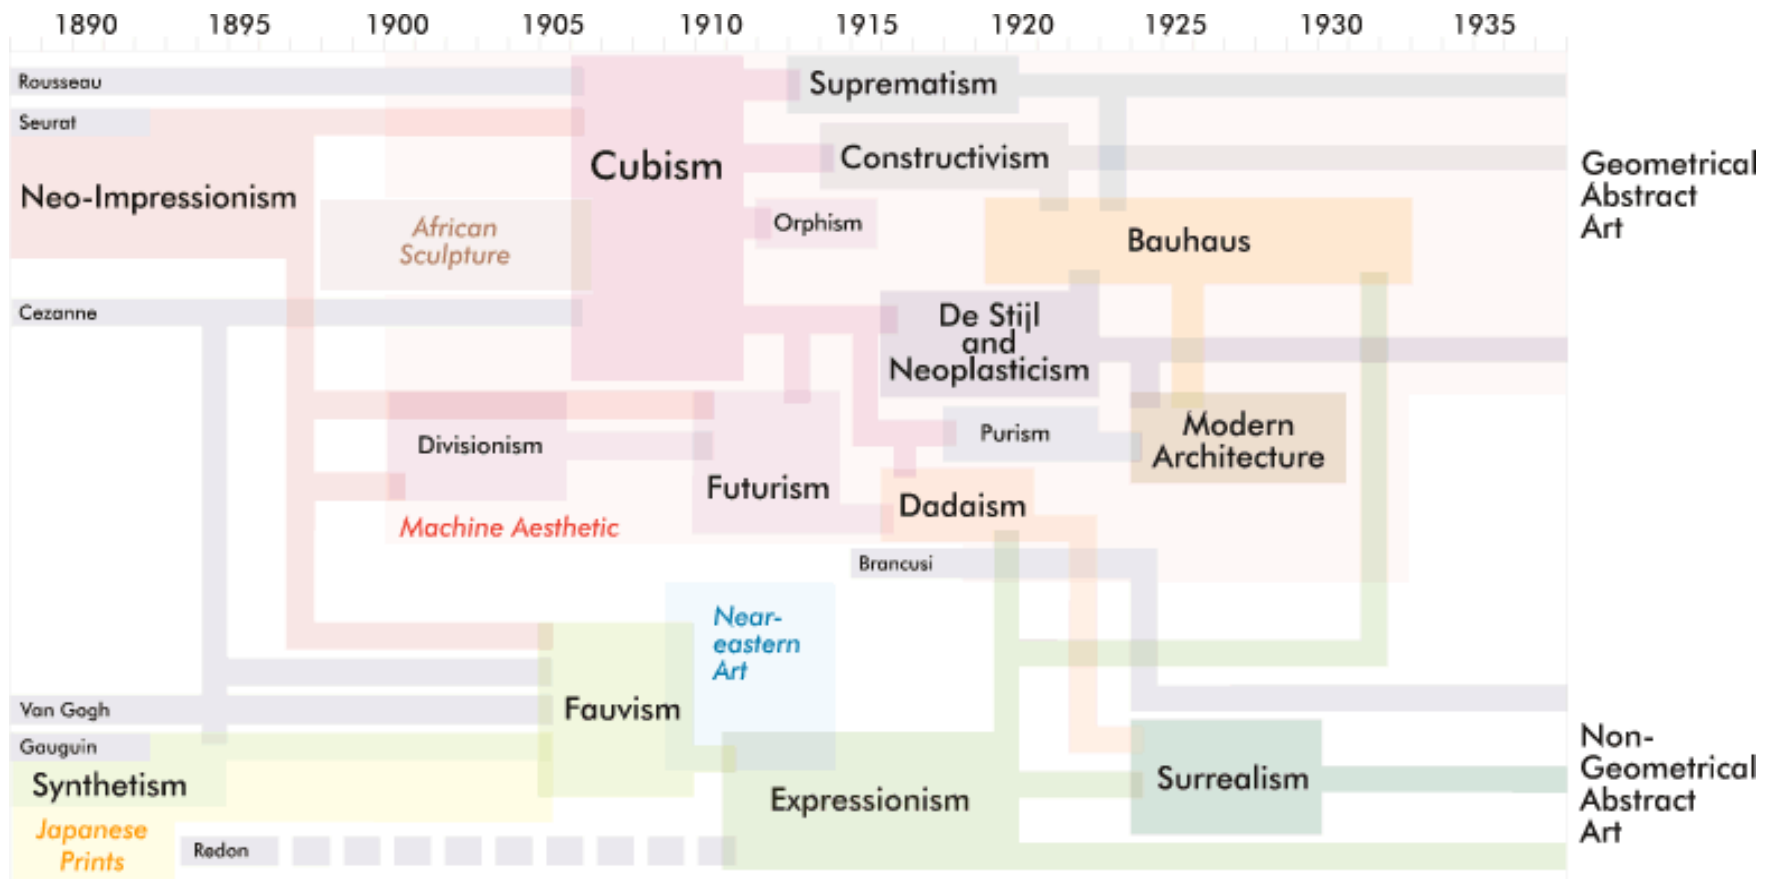 1890 1895 1900 1905 1910 1915 1920 1925 1930 1935
Rousseau
Suprematism
Seurat
Cubism
Constructivism
Geometrical
Abstract
Art
Neo-Impressionism
African
Sculpture
Orphism
Bauhaus
Cezanne
De Stijl
and
Neoplasticism
Divisionism
Purism
Modern
Architecture
Futurism
Dadaism
Machine Aesthetic
Brancusi
Near-
eastern
Art
Van Gogh
Fauvism
Gauguin
Synthetism
Expressionism
Surrealism
Non-
Geometrical
Abstract
Art
Japanese
Prints
Redon